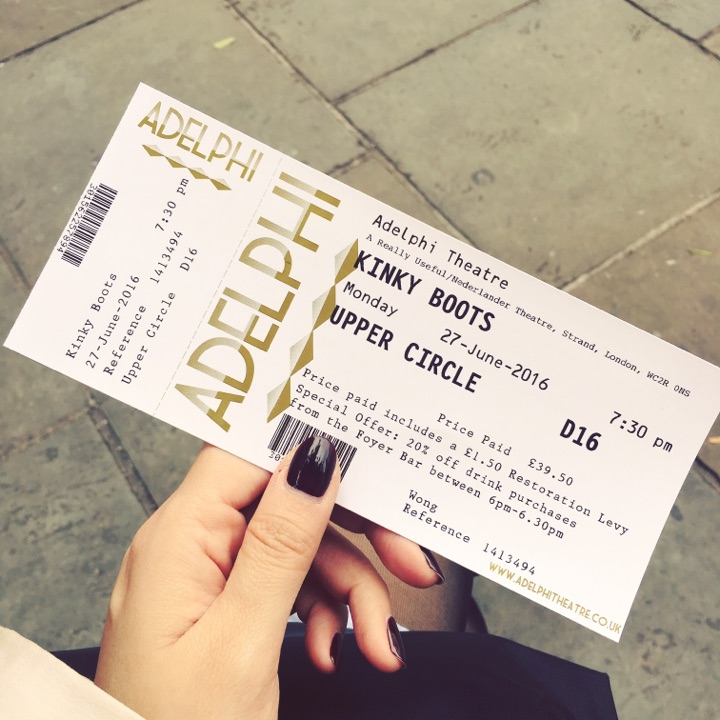 ADELPHI
30156225789​4
Kinky Boots
27-June-2016 7:30 pm
Reference 1413494
Upper Circle D16
ADELPHI
Adelphi Theatre
A Really Useful/Nederlander Theatre, Strand, London, WC2R 0NS
KINKY BOOTS
Monday 27-June-2016 7:30 pm
UPPER CIRCLE D16
Price Paid £39.50
Price paid includes a £1.50 Restoration Levy
Special Offer: 20% off drink purchases
from the Foyer Bar between 6pm-6.30pm
Wong
Reference 1413494
WWW.ADELPHITHEATRE.CO.UK